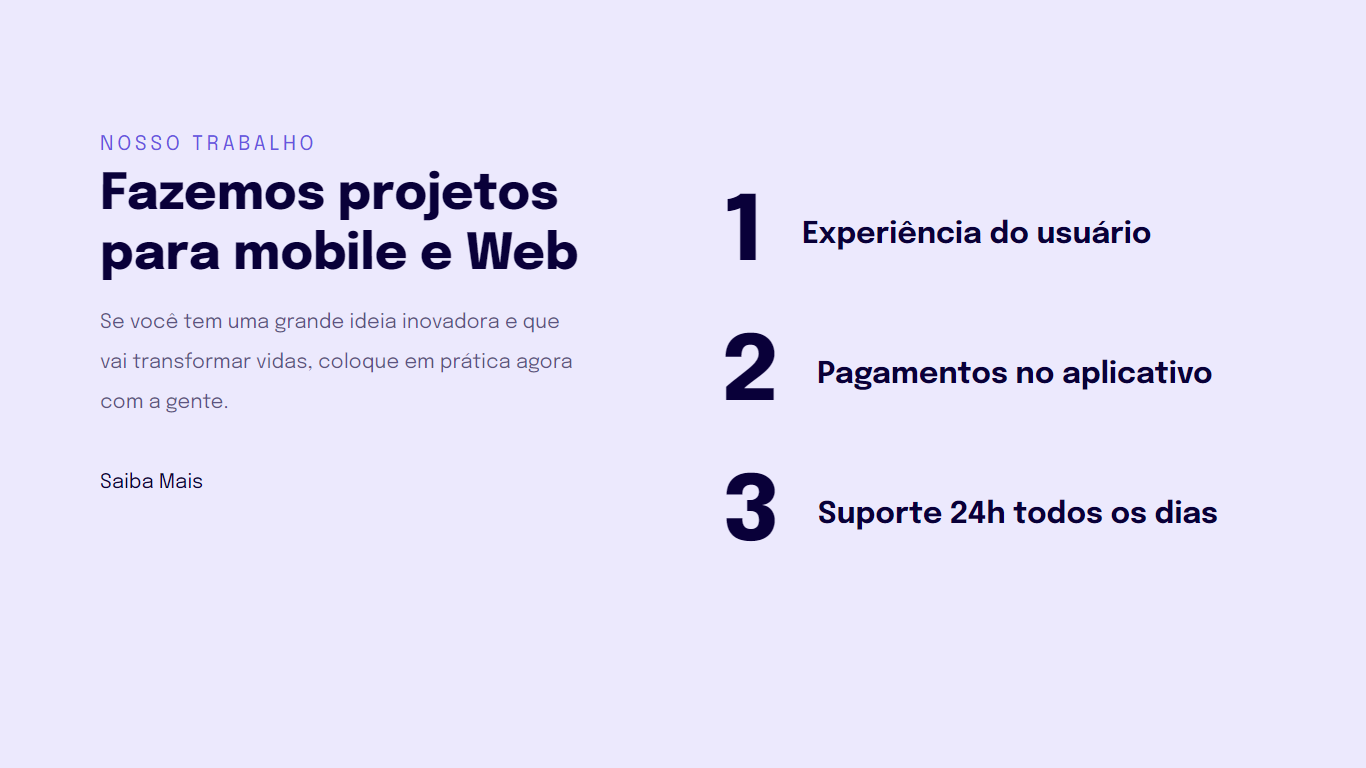 NOSSO TRABALHO
Fazemos projetos
para mobile e Web
Se você tem uma grande ideia inovadora e que
vai transformar vidas, coloque em prática agora
com a gente.
Saiba Mais
1 Experiência do usuário
2 Pagamentos no aplicativo
3 Suporte 24h todos os dias